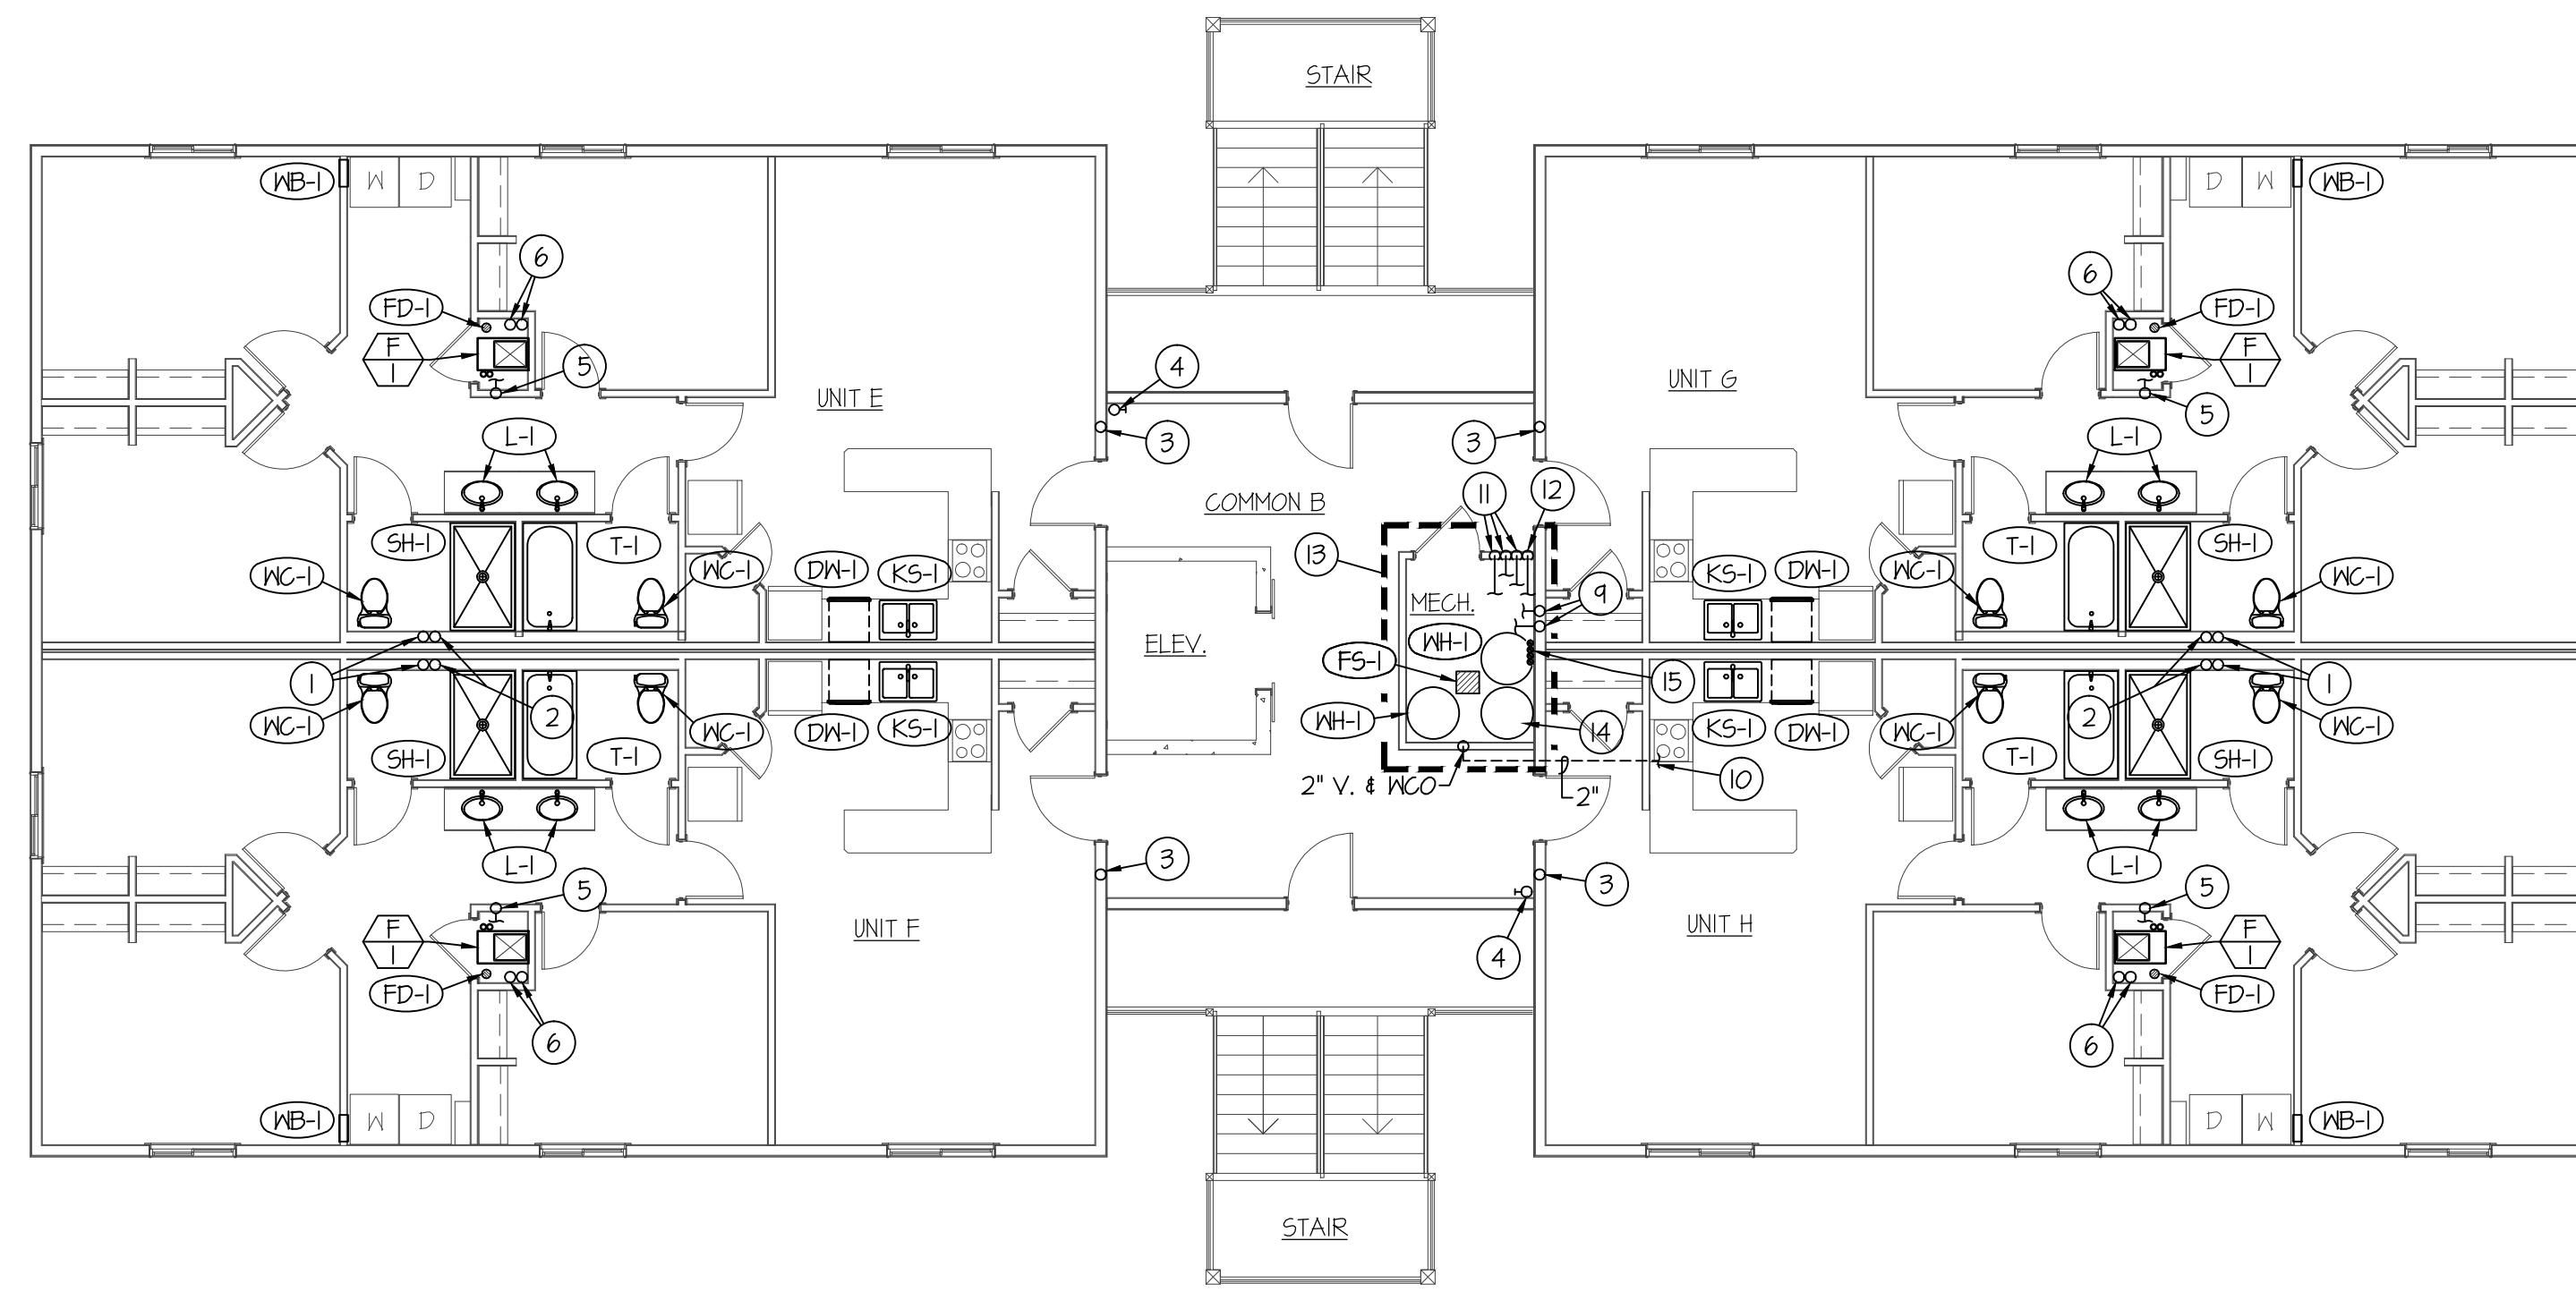 STAIR
WB-1
W
D
D
W
WB-1
6
6
FD-1
FD-1
F
1
F
1
5
4
5
UNIT E
UNIT G
L-1
3
3
L-1
11
12
COMMON B
SH-1
T-1
13
T-1
SH-1
WC-1
WC-1
DW-1
KS-1
9
KS-1
DW-1
WC-1
WC-1
MECH.
WH-1
ELEV.
FS-1
1
15
1
2
2
WC-1
WC-1
DW-1
KS-1
WH-1
14
KS-1
DW-1
WC-1
WC-1
SH-1
T-1
T-1
SH-1
10
2" V. & WCO
2"
L-1
3
3
L-1
5
5
UNIT F
UNIT H
F
1
F
1
4
FD-1
FD-1
6
6
WB-1
W
D
D
W
WB-1
STAIR